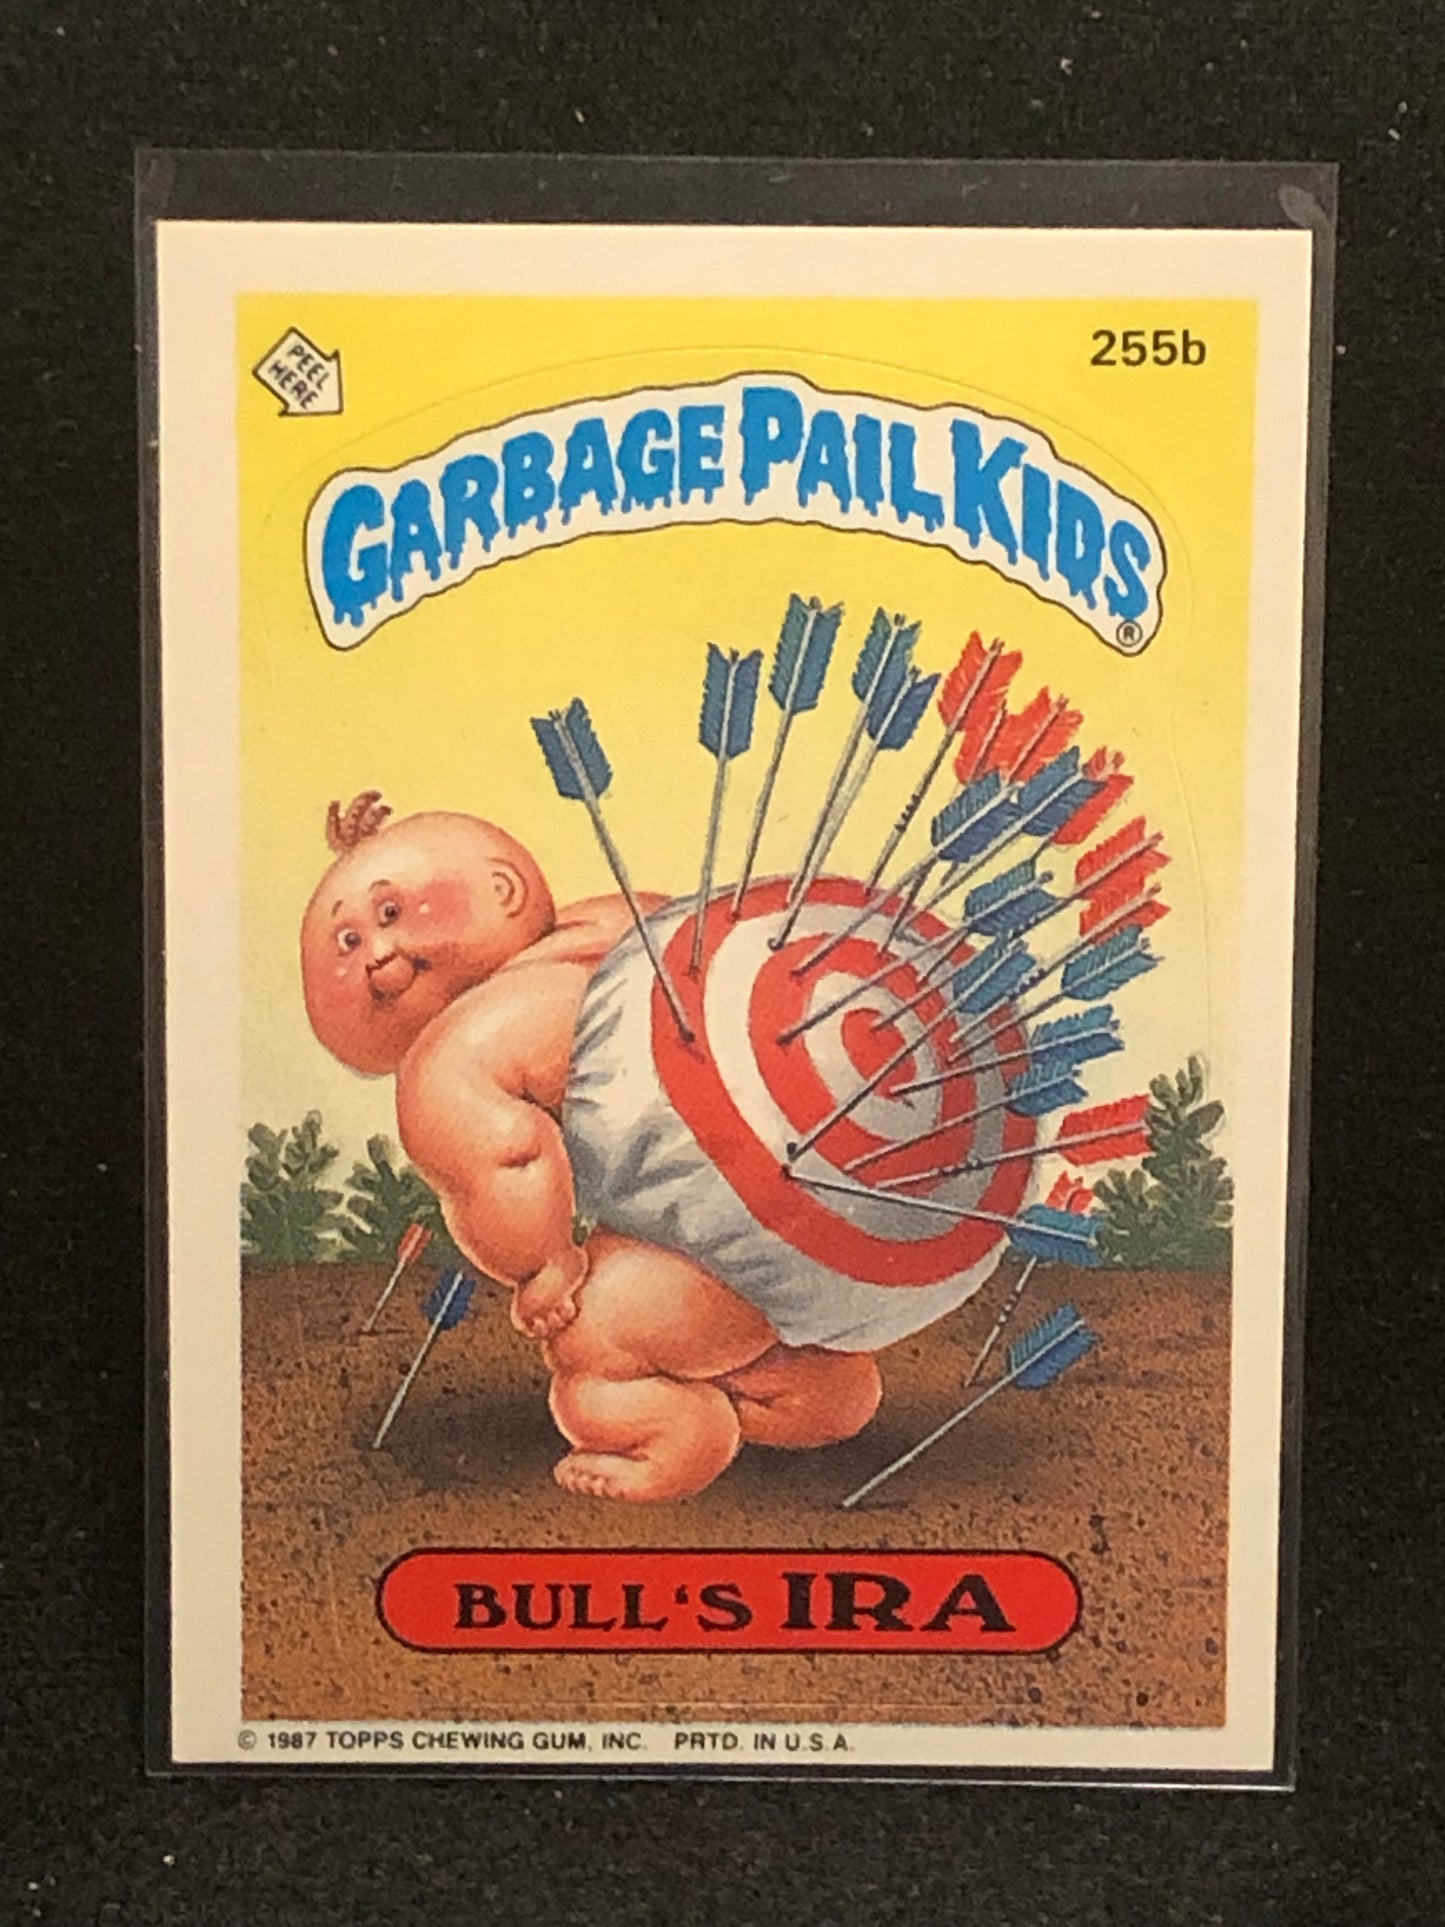 PEEL
HERE
255b
GARBAGE PAIL KIDS
®
BULL'S IRA
© 1987 TOPPS CHEWING GUM, INC. PRTD. IN U.S.A.